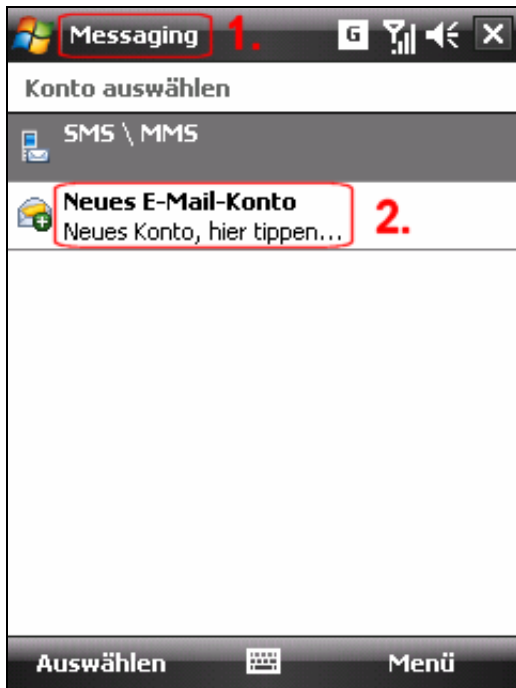 Messaging 1. G
Konto auswählen
SMS \ MMS
Neues E-Mail-Konto
Neues Konto, hier tippen... 2.
Auswählen Menü